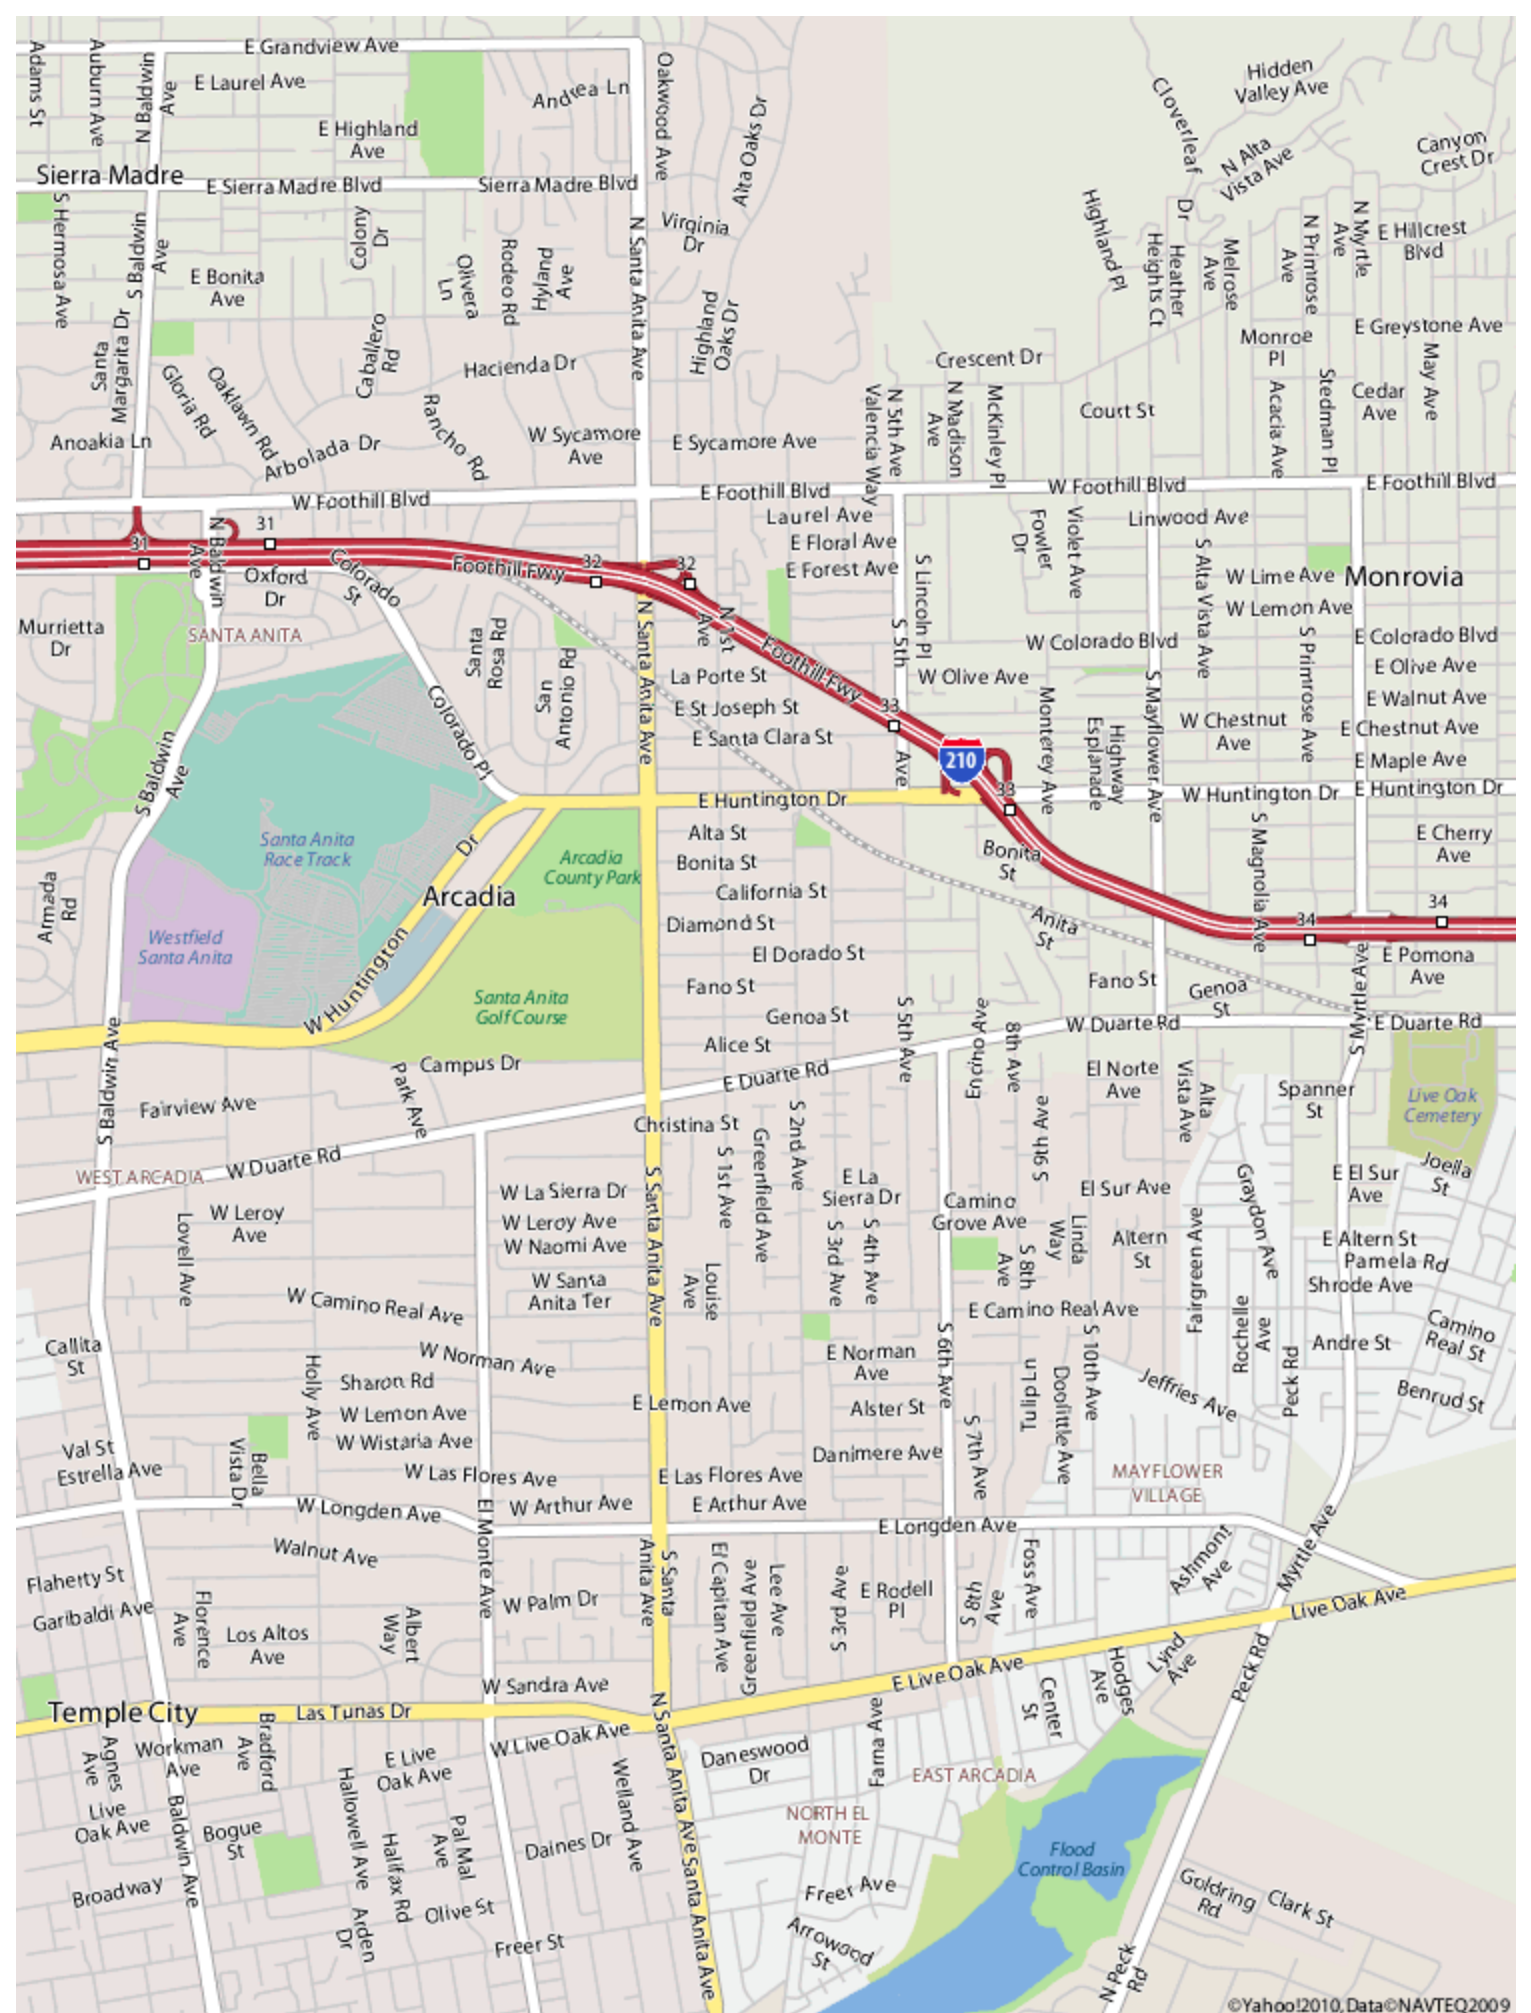 E Grandview Ave
Adams St
Auburn Ave
N Baldwin
Ave
E Laurel Ave
Andrea Ln
Oakwood Ave
Alta Oaks Dr
Hidden
Valley Ave
Cloverleaf
Dr
E Highland
Ave
N Alta
Vista Ave
Canyon
Crest Dr
Sierra Madre
E Sierra Madre Blvd
Sierra Madre Blvd
S Hermosa Ave
S Baldwin
Ave
Colony
Dr
Virginia
Dr
N Santa Anita Ave
Highland Pl
Heather
Heights Ct
Melrose
Ave
N Primrose
Ave
N Myrtle
Ave
E Hillcrest
Blvd
E Bonita
Ave
Olivera
Ln
Rodeo Rd
Hyland
Ave
Santa
Margarita Dr
Caballero
Rd
Highland
Oaks Dr
E Greystone Ave
Monroe
Pl
May Ave
Gloria Rd
Oaklawn Rd
Hacienda Dr
Crescent Dr
Rancho Rd
Valencia Way
N 5th Ave
N Madison
Ave
McKinley Pl
Court St
Acacia Ave
Stedman Pl
Cedar
Ave
Anoakia Ln
Arbolada Dr
W Sycamore
Ave
E Sycamore Ave
W Foothill Blvd
E Foothill Blvd
W Foothill Blvd
E Foothill Blvd
Laurel Ave
E Floral Ave
E Forest Ave
Fowler
Dr
Violet Ave
Linwood Ave
31
31
N Baldwin
Ave
Oxford
Dr
Colorado
St
Foothill Fwy
32
32
N 1st
Ave
S Lincoln Pl
S Alta Vista Ave
W Lime Ave
Monrovia
W Lemon Ave
Murrietta
Dr
SANTA ANITA
Santa
Rosa Rd
San
Antonio Rd
N Santa Anita Ave
Foothill Fwy
S 5th
Ave
W Colorado Blvd
E Colorado Blvd
S Primrose Ave
La Porte St
W Olive Ave
E Olive Ave
E Walnut Ave
Colorado Pl
E St Joseph St
33
Monterey Ave
Highway
Esplanade
S Mayflower Ave
W Chestnut
Ave
E Chestnut Ave
E Santa Clara St
210
E Maple Ave
S Baldwin
Ave
33
E Huntington Dr
W Huntington Dr
E Huntington Dr
Santa Anita
Race Track
Alta St
Bonita St
California St
Diamond St
El Dorado St
Fano St
Genoa St
Alice St
Arcadia
County Park
Arcadia
Bonita
St
S Magnolia Ave
E Cherry
Ave
Armada
Rd
Westfield
Santa Anita
W Huntington
Dr
Anita
St
34
34
E Pomona
Ave
Santa Anita
Golf Course
Fano St
Genoa
St
S Myrtle Ave
S 5th Ave
Encino Ave
8th Ave
W Duarte Rd
E Duarte Rd
S Baldwin Ave
Campus Dr
Park Ave
E Duarte Rd
El Norte
Ave
Alta
Vista Ave
Spanner
St
Live Oak
Cemetery
Fairview Ave
Christina St
S 1st Ave
Greenfield Ave
S 2nd Ave
S 9th Ave
WEST ARCADIA
W Duarte Rd
W La Sierra Dr
E La
Sierra Dr
Camino
Grove Ave
El Sur Ave
Graydon Ave
E El Sur
Ave
Joella
St
Lovell Ave
W Leroy
Ave
W Leroy Ave
W Naomi Ave
S Santa Anita Ave
S 3rd Ave
S 4th Ave
S 8th
Ave
Linda
Way
Altern
St
Fairgreen Ave
E Altern St
Pamela Rd
Shrode Ave
W Santa
Anita Ter
Louise
Ave
W Camino Real Ave
E Camino Real Ave
Rochelle
Ave
Camino
Real St
Callita
St
W Norman Ave
E Norman
Ave
S 6th Ave
S 10th Ave
Andre St
Holly Ave
Sharon Rd
Tulip Ln
Doolittle Ave
Jeffries Ave
Peck Rd
Benrud St
W Lemon Ave
E Lemon Ave
Alster St
W Wistaria Ave
Val St
Estrella Ave
Bella
Vista Dr
Danimere Ave
S 7th Ave
W Las Flores Ave
E Las Flores Ave
MAYFLOWER
VILLAGE
W Longden Ave
El Monte Ave
W Arthur Ave
E Arthur Ave
E Longden Ave
Walnut Ave
Flaherty St
Garibaldi Ave
Florence
Ave
Los Altos
Ave
Albert
Way
W Palm Dr
S Santa
Anita Ave
El Capitan Ave
Greenfield Ave
Lee Ave
S 3rd Ave
E Rodell
Pl
S 8th
Ave
Foss Ave
Ashmont
Ave
Myrtle Ave
Live Oak Ave
W Sandra Ave
E Live Oak Ave
Center
St
Hodges
Ave
Lynd
Ave
Peck Rd
Temple City
Las Tunas Dr
W Live Oak Ave
N Santa Anita Ave
Agnes
Ave
Workman
Ave
Bradford
Ave
E Live
Oak Ave
Daneswood
Dr
Farna Ave
EAST ARCADIA
Live
Oak Ave
Baldwin Ave
Bogue
St
Hallowell Ave
Halifax Rd
Pal Mal
Ave
Welland Ave
Daines Dr
NORTH EL
MONTE
Flood
Control Basin
Broadway
Arden
Dr
Olive St
Freer St
Santa Anita Ave
Freer Ave
Arrowood
St
Goldring
Rd
Clark St
N Peck
Rd
©Yahoo!2010, Data©NAVTEQ2009